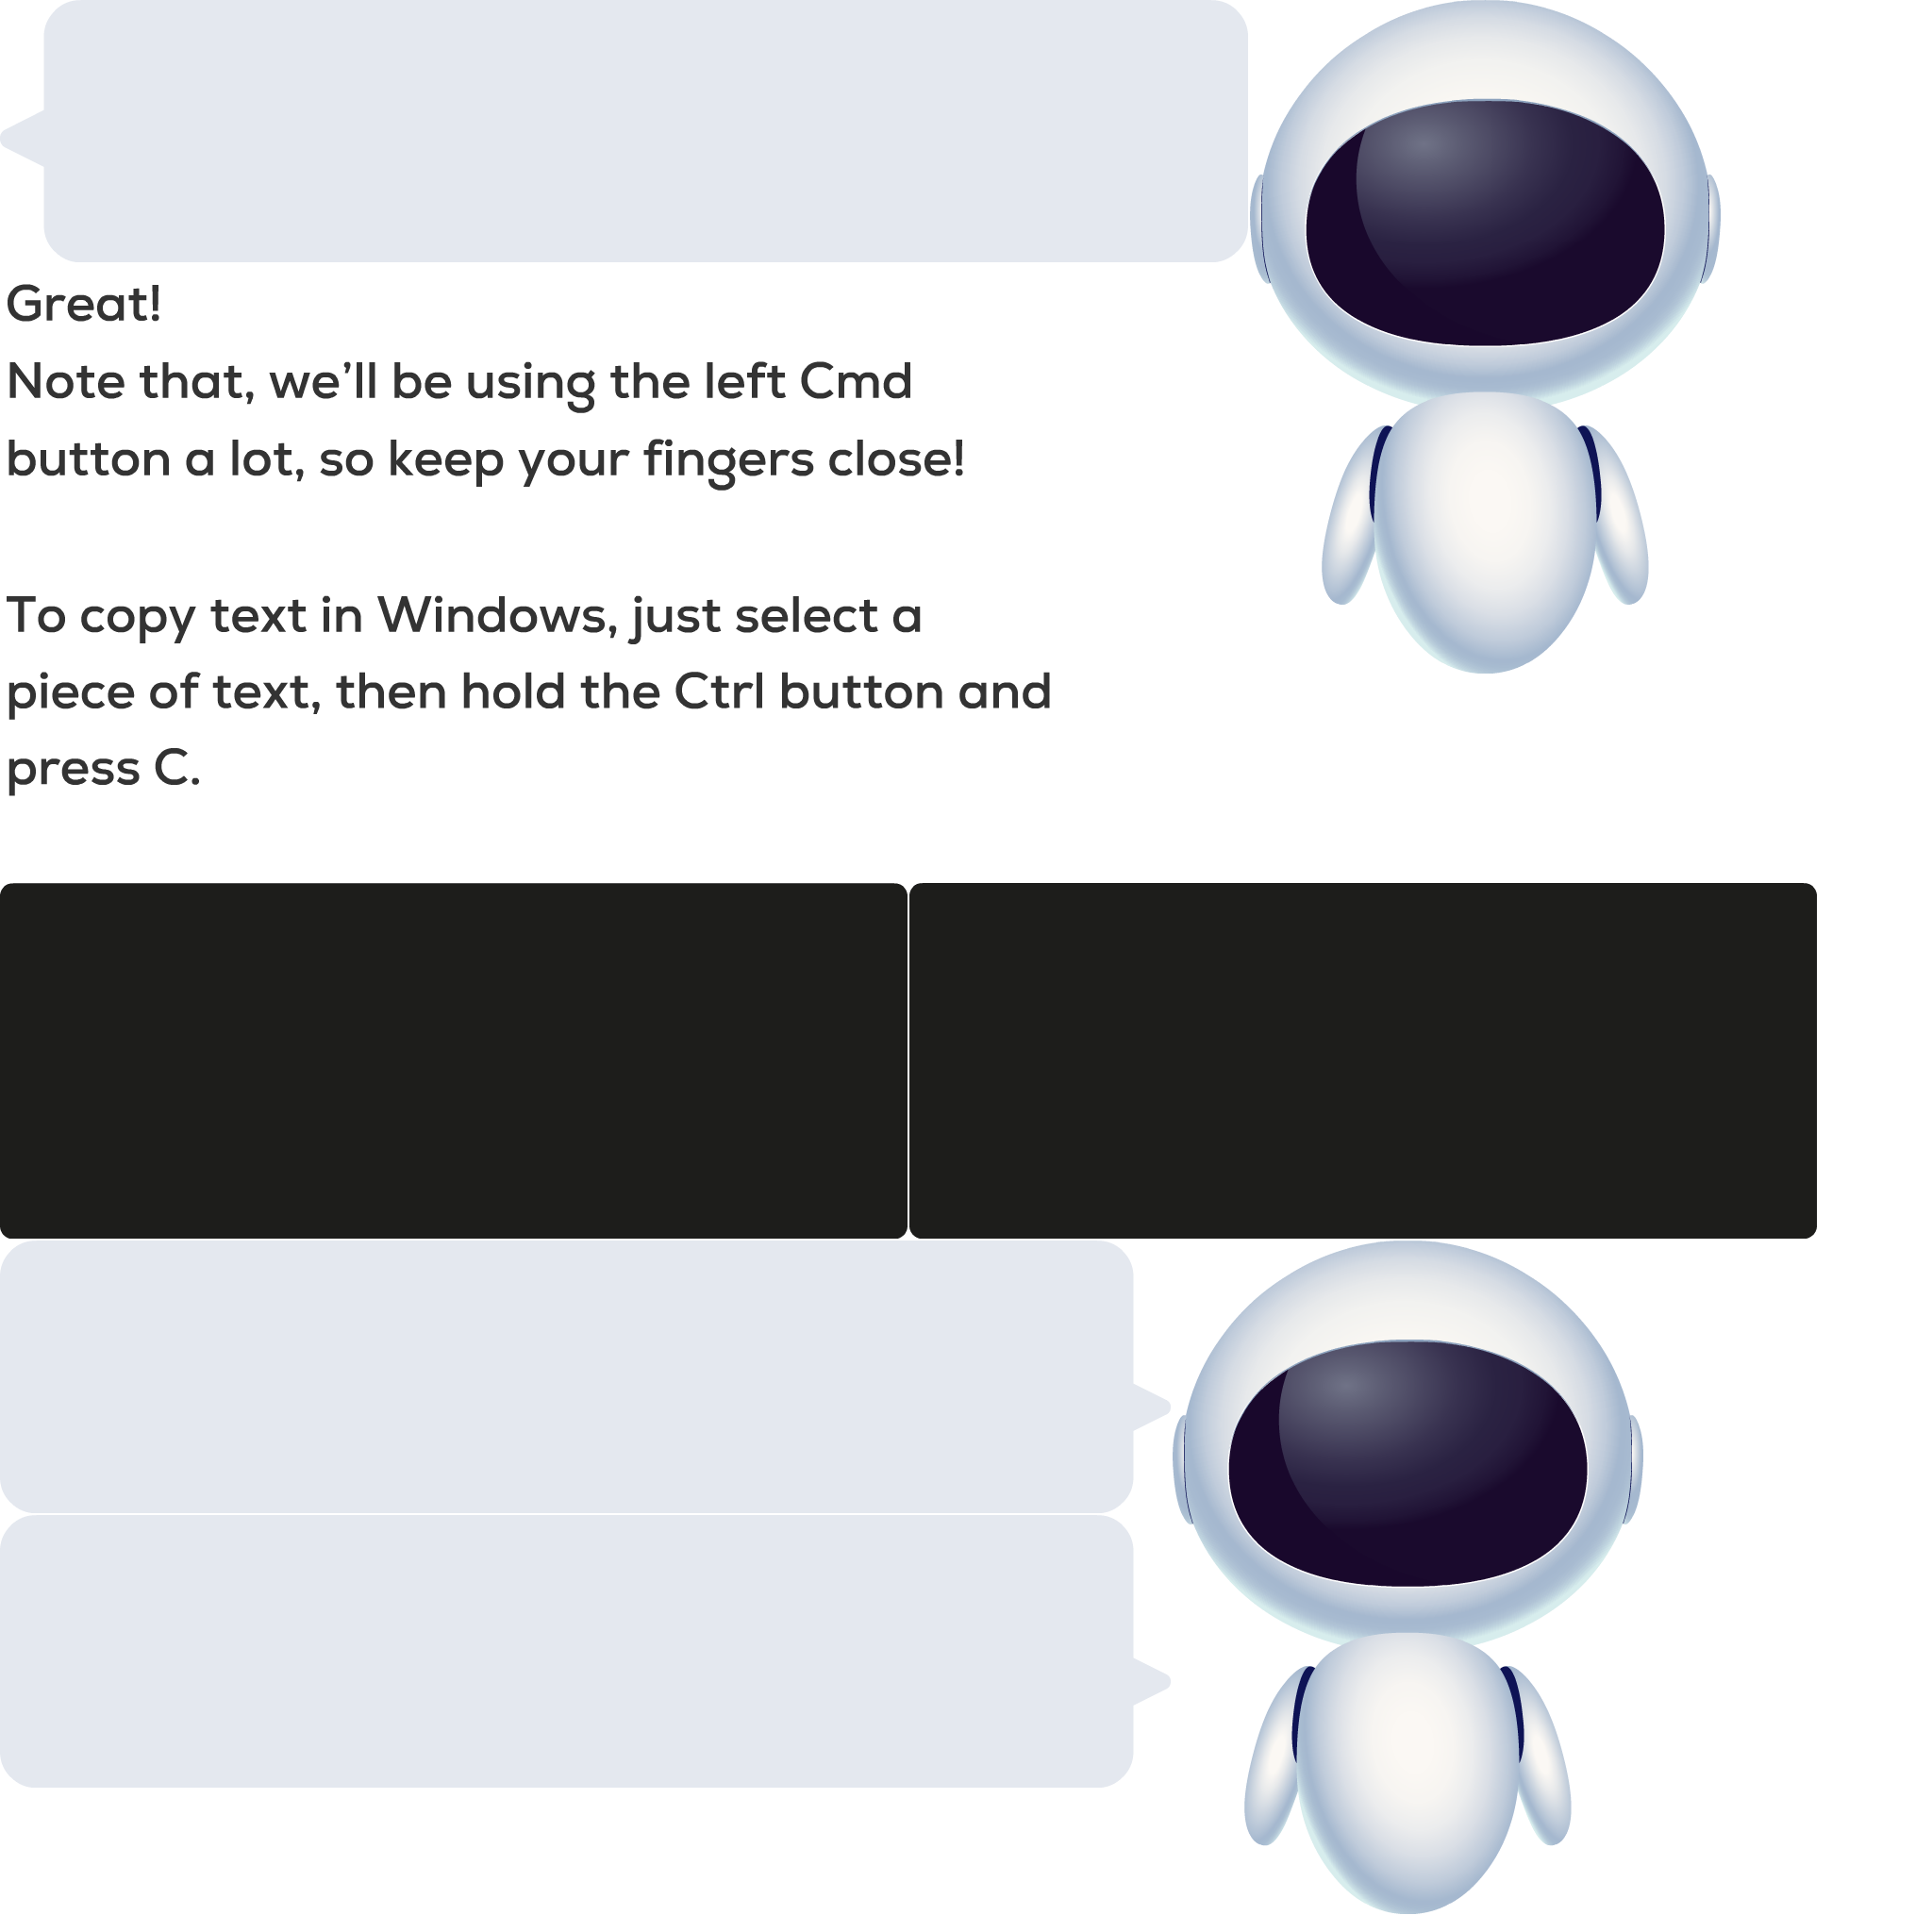 Great!
Note that, we’ll be using the left Cmd
button a lot, so keep your fingers close!
To copy text in Windows, just select a
piece of text, then hold the Ctrl button and
press C.